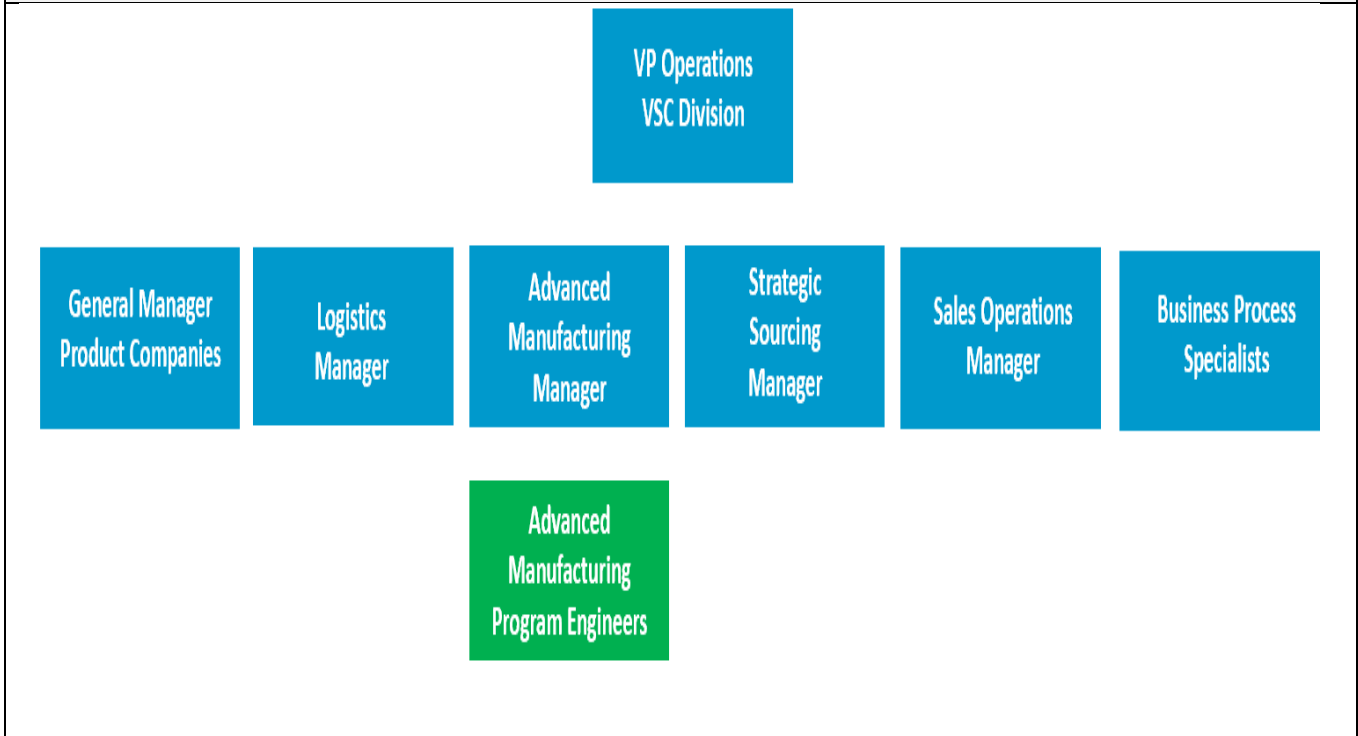 VP Operations
VSC Division
General Manager
Product Companies
Logistics
Manager
Advanced
Manufacturing
Manager
Strategic
Sourcing
Manager
Sales Operations
Manager
Business Process
Specialists
Advanced
Manufacturing
Program Engineers